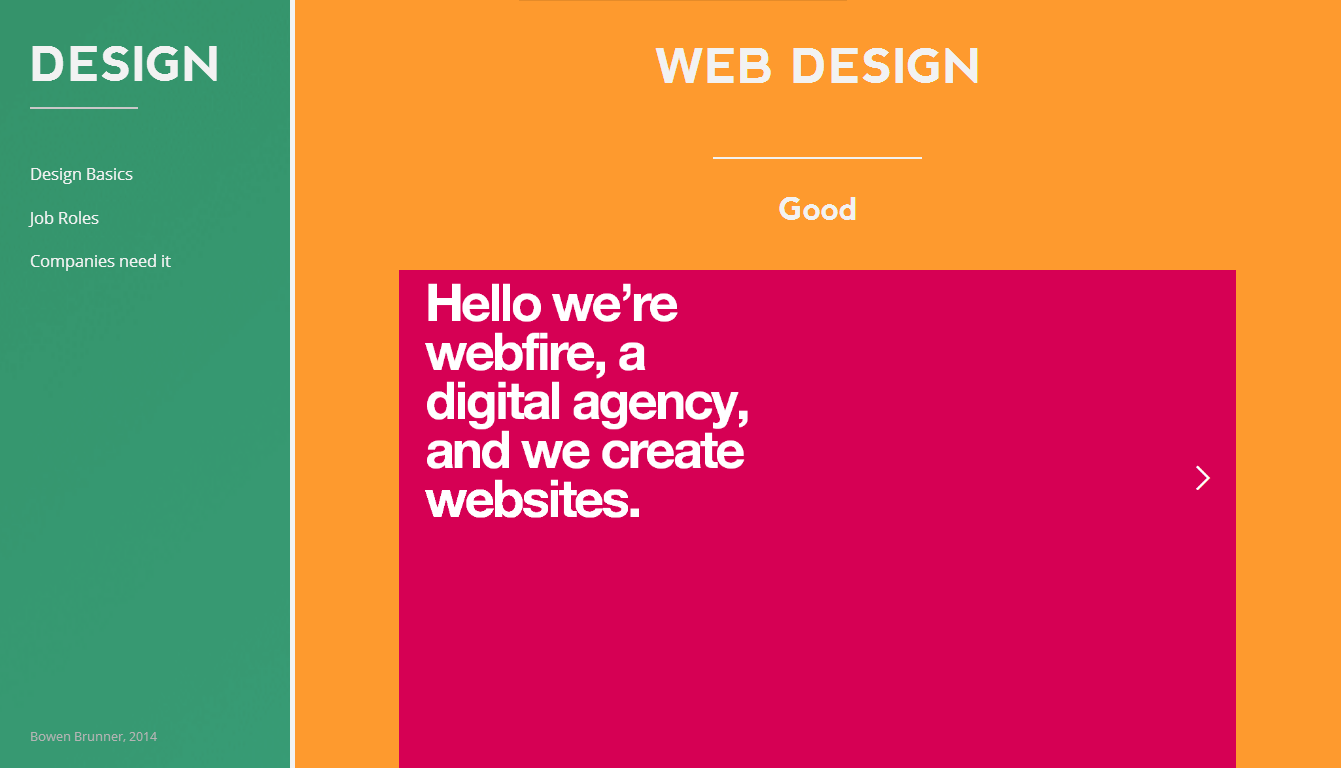 DESIGN
Design Basics
Job Roles
Companies need it
Bowen Brunner, 2014
WEB DESIGN
Good
Hello we’re
webfire, a
digital agency,
and we create
websites.